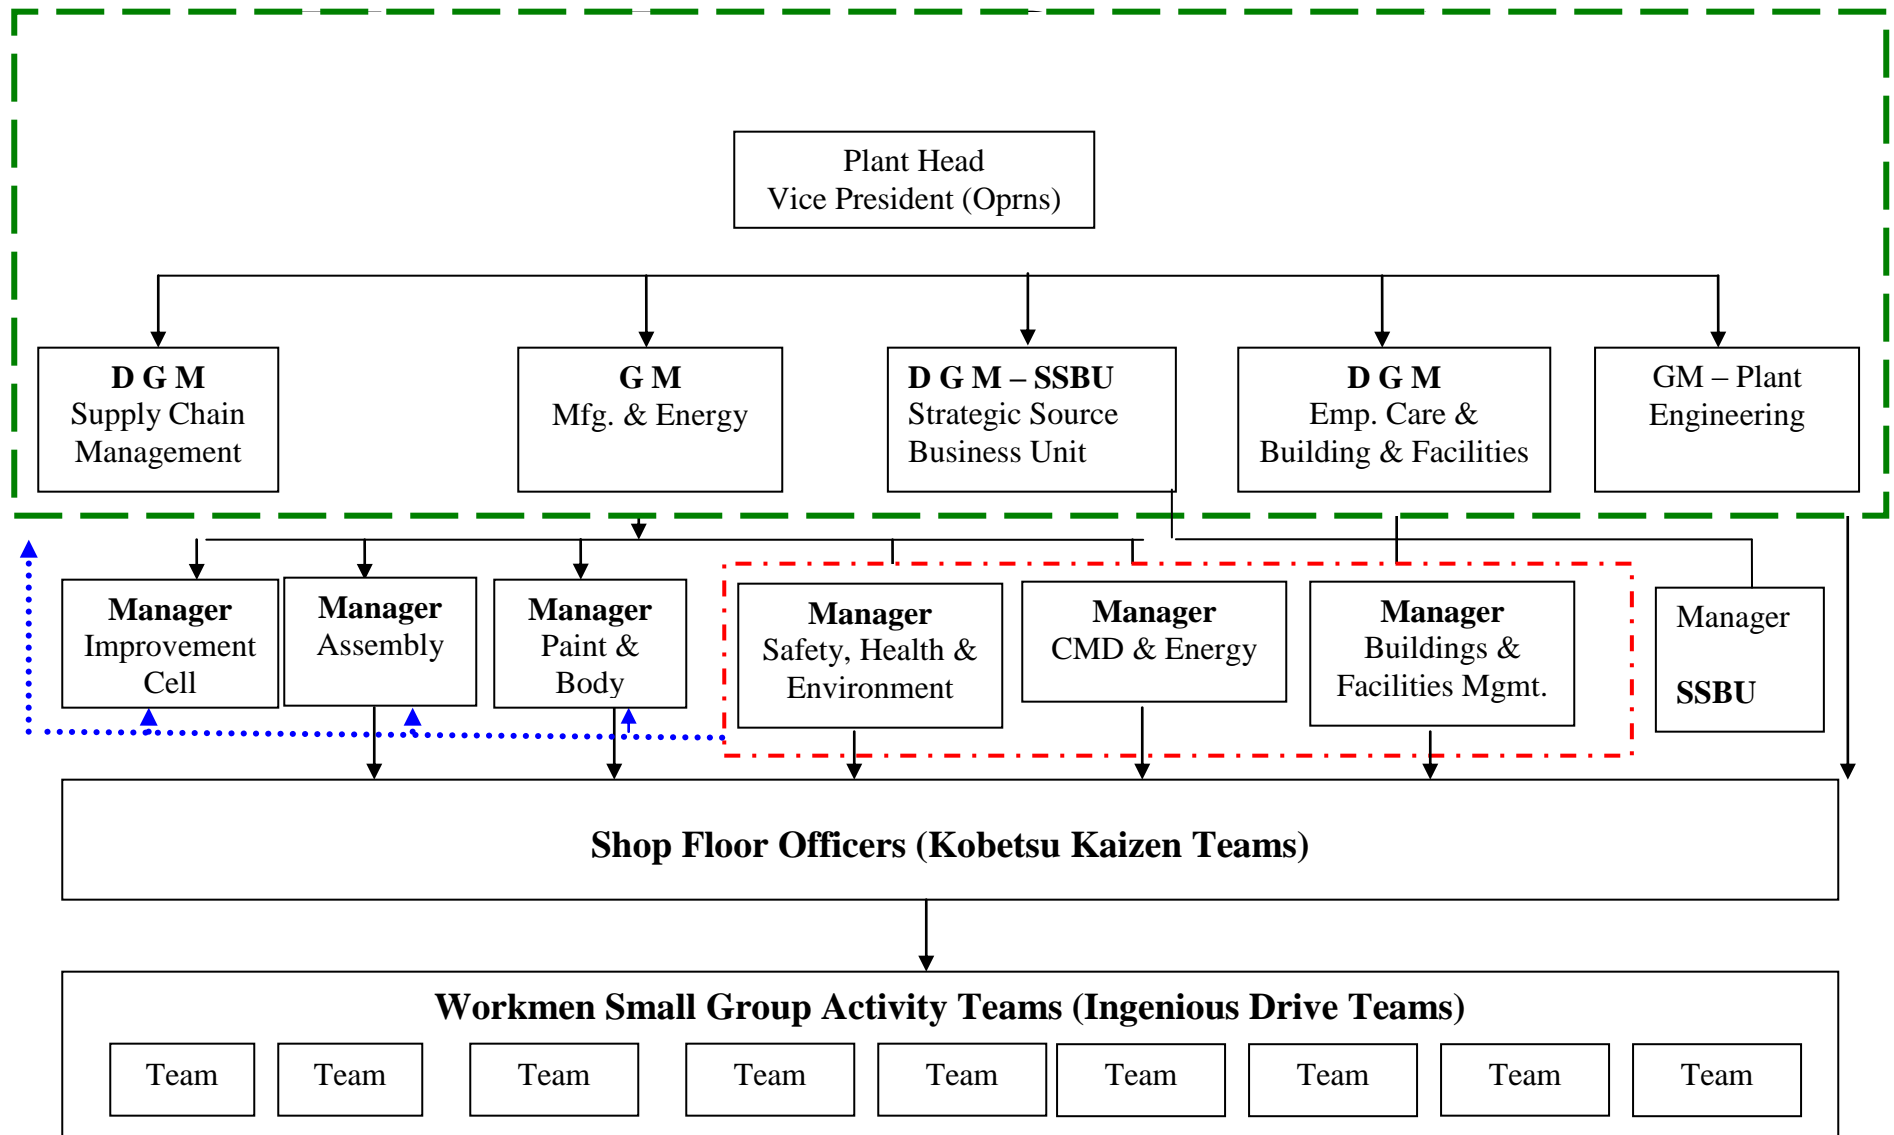 Plant Head
Vice President (Oprns)
D G M
Supply Chain
Management
G M
Mfg. & Energy
D G M – SSBU
Strategic Source
Business Unit
D G M
Emp. Care &
Building & Facilities
GM – Plant
Engineering
Manager
Improvement
Cell
Manager
Assembly
Manager
Paint &
Body
Manager
Safety, Health &
Environment
Manager
CMD & Energy
Manager
Buildings &
Facilities Mgmt.
Manager
SSBU
Shop Floor Officers (Kobetsu Kaizen Teams)
Workmen Small Group Activity Teams (Ingenious Drive Teams)
Team
Team
Team
Team
Team
Team
Team
Team
Team